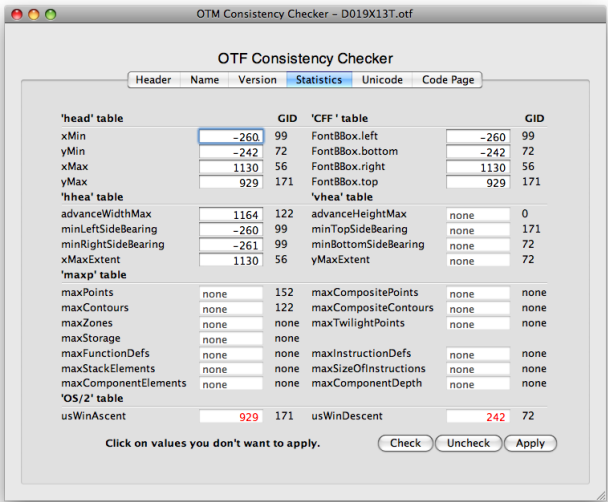 OTM Consistency Checker – D019X13T.otf
OTF Consistency Checker
Header Name Version Statistics Unicode Code Page
'head' table GID 'CFF ' table GID
xMin -260 99 FontBBox.left -260 99
yMin -242 72 FontBBox.bottom -242 72
xMax 1130 56 FontBBox.right 1130 56
yMax 929 171 FontBBox.top 929 171
'hhea' table 'vhea' table
advanceWidthMax 1164 122 advanceHeightMax none 0
minLeftSideBearing -260 99 minTopSideBearing none 171
minRightSideBearing -261 99 minBottomSideBearing none 72
xMaxExtent 1130 56 yMaxExtent none 72
'maxp' table
maxPoints none 152 maxCompositePoints none none
maxContours none 122 maxCompositeContours none none
maxZones none none maxTwilightPoints none none
maxStorage none none
maxFunctionDefs none none maxInstructionDefs none none
maxStackElements none none maxSizeOfInstructions none none
maxComponentElements none none maxComponentDepth none none
'OS/2' table
usWinAscent 929 171 usWinDescent 242 72
Click on values you don't want to apply. Check Uncheck Apply